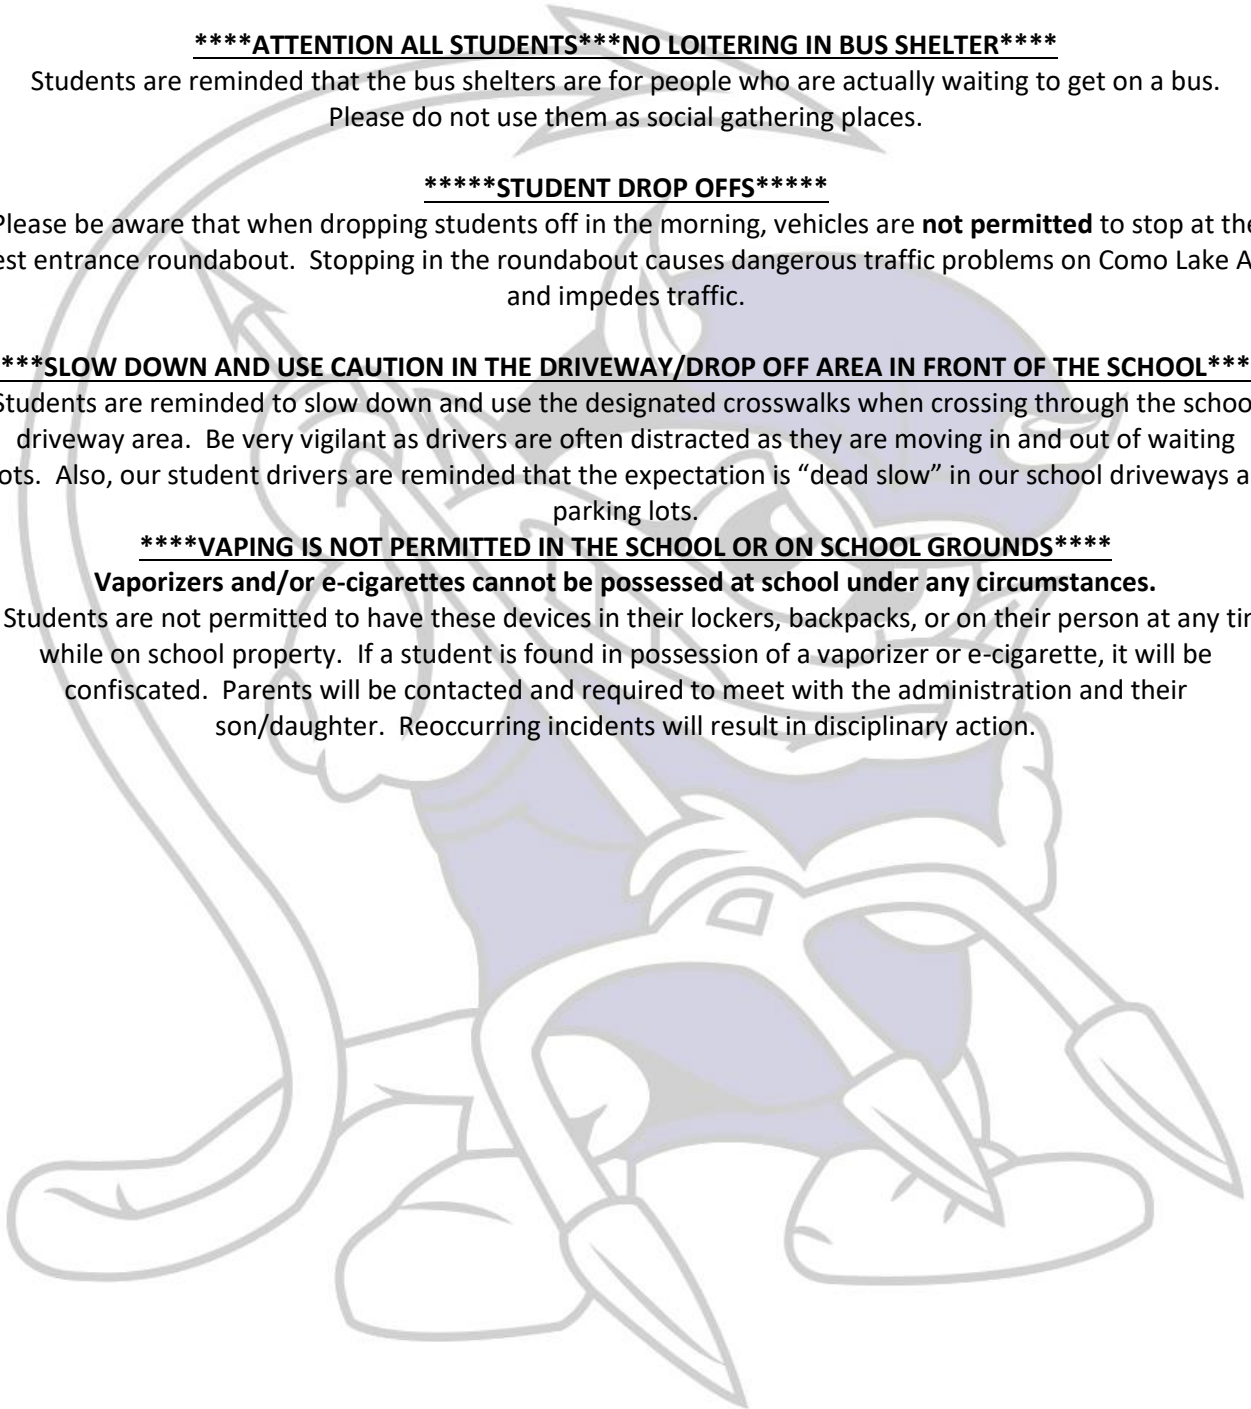 ****ATTENTION ALL STUDENTS***NO LOITERING IN BUS SHELTER****
Students are reminded that the bus shelters are for people who are actually waiting to get on a bus.
Please do not use them as social gathering places.
*****STUDENT DROP OFFS*****
Please be aware that when dropping students off in the morning, vehicles are not permitted to stop at the
est entrance roundabout. Stopping in the roundabout causes dangerous traffic problems on Como Lake A
and impedes traffic.
***SLOW DOWN AND USE CAUTION IN THE DRIVEWAY/DROP OFF AREA IN FRONT OF THE SCHOOL***
Students are reminded to slow down and use the designated crosswalks when crossing through the schoo
driveway area. Be very vigilant as drivers are often distracted as they are moving in and out of waiting
ots. Also, our student drivers are reminded that the expectation is “dead slow” in our school driveways a
parking lots.
****VAPING IS NOT PERMITTED IN THE SCHOOL OR ON SCHOOL GROUNDS****
Vaporizers and/or e-cigarettes cannot be possessed at school under any circumstances.
Students are not permitted to have these devices in their lockers, backpacks, or on their person at any tim
while on school property. If a student is found in possession of a vaporizer or e-cigarette, it will be
confiscated. Parents will be contacted and required to meet with the administration and their
son/daughter. Reoccurring incidents will result in disciplinary action.